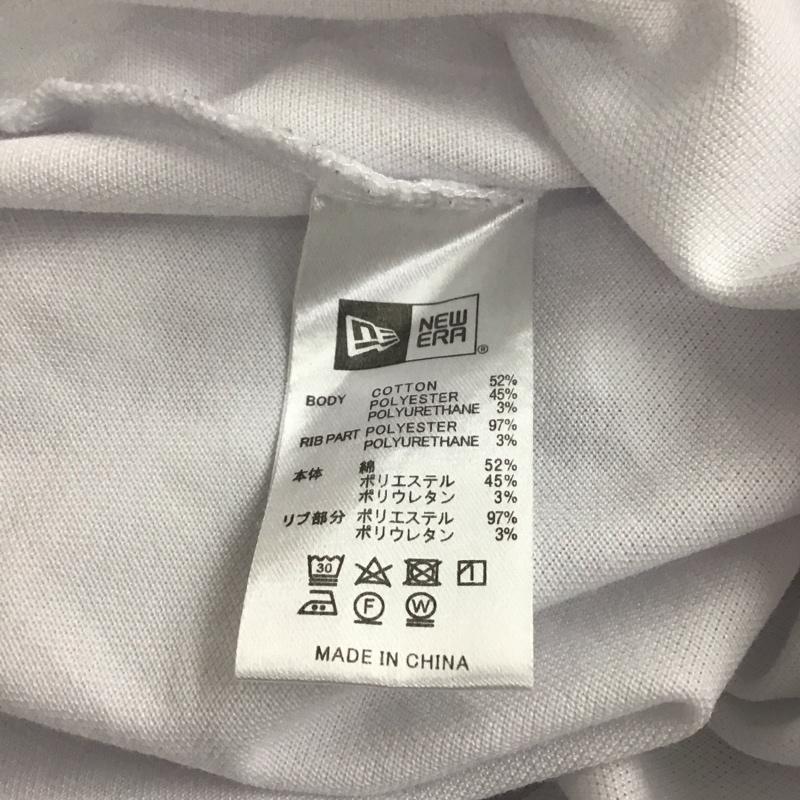 NEW ERA®
BODY COTTON 52%
POLYESTER 45%
POLYURETHANE 3%
RIB PART POLYESTER 97%
POLYURETHANE 3%
本体 綿 52%
ポリエステル 45%
ポリウレタン 3%
リブ部分 ポリエステル 97%
ポリウレタン 3%
30
F W
MADE IN CHINA